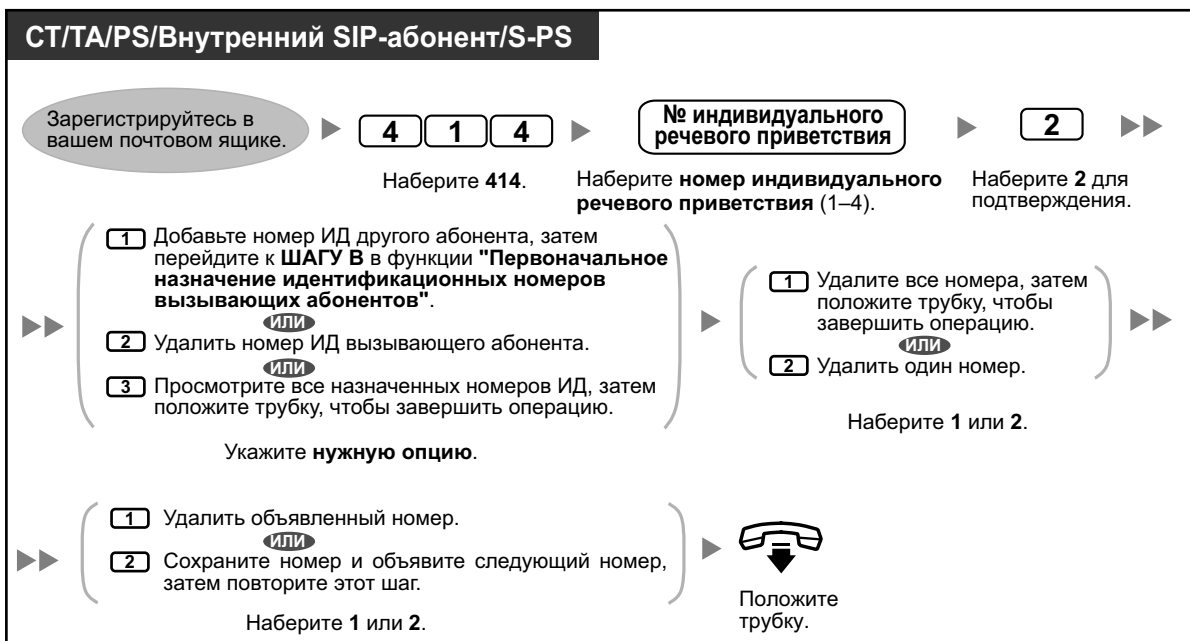 CT/TA/PS/Внутренний SIP-абонент/S-PS
Зарегистрируйтесь в
вашем почтовом ящике.
4 1 4
Наберите 414.
№ индивидуального
речевого приветствия
Наберите номер индивидуального
речевого приветствия (1–4).
2
Наберите 2 для
подтверждения.
1 Добавьте номер ИД другого абонента, затем
перейдите к ШАГУ B в функции "Первоначальное
назначение идентификационных номеров
вызывающих абонентов".
ИЛИ
2 Удалить номер ИД вызывающего абонента.
ИЛИ
3 Просмотрите все назначенных номеров ИД, затем
положите трубку, чтобы завершить операцию.
Укажите нужную опцию.
1 Удалите все номера, затем
положите трубку, чтобы
завершить операцию.
ИЛИ
2 Удалить один номер.
Наберите 1 или 2.
1 Удалить объявленный номер.
ИЛИ
2 Сохраните номер и объявите следующий номер,
затем повторите этот шаг.
Наберите 1 или 2.
Положите
трубку.